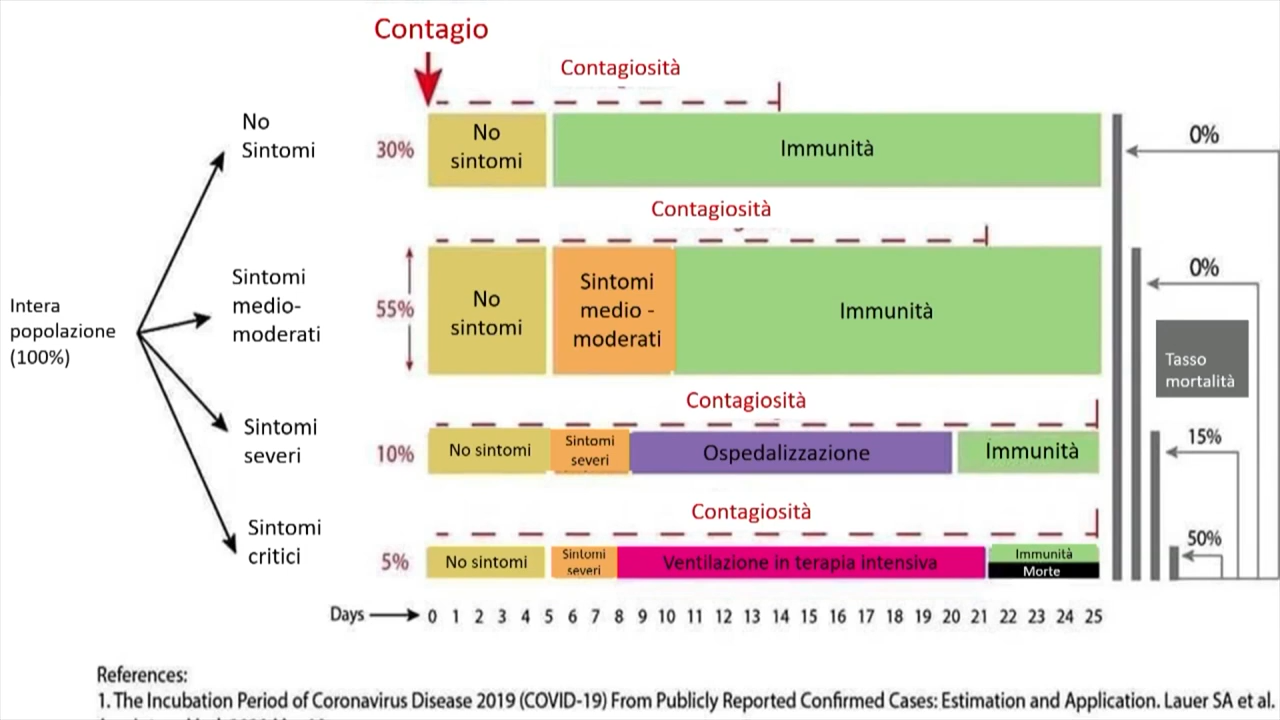 Contagio
Contagiosità
No
Sintomi
30%
No
sintomi
Immunità
0%
Contagiosità
Sintomi
medio-
moderati
55%
No
sintomi
Sintomi
medio -
moderati
Immunità
0%
Intera
popolazione
(100%)
Tasso
mortalità
Contagiosità
Sintomi
severi
10%
No sintomi
Sintomi
severi
Ospedalizzazione
Immunità
15%
Contagiosità
Sintomi
critici
5%
No sintomi
Sintomi
severi
Ventilazione in terapia intensiva
Immunità
Morte
50%
Days 0 1 2 3 4 5 6 7 8 9 10 11 12 13 14 15 16 17 18 19 20 21 22 23 24 25
References:
1. The Incubation Period of Coronavirus Disease 2019 (COVID-19) From Publicly Reported Confirmed Cases: Estimation and Application. Lauer SA et al.